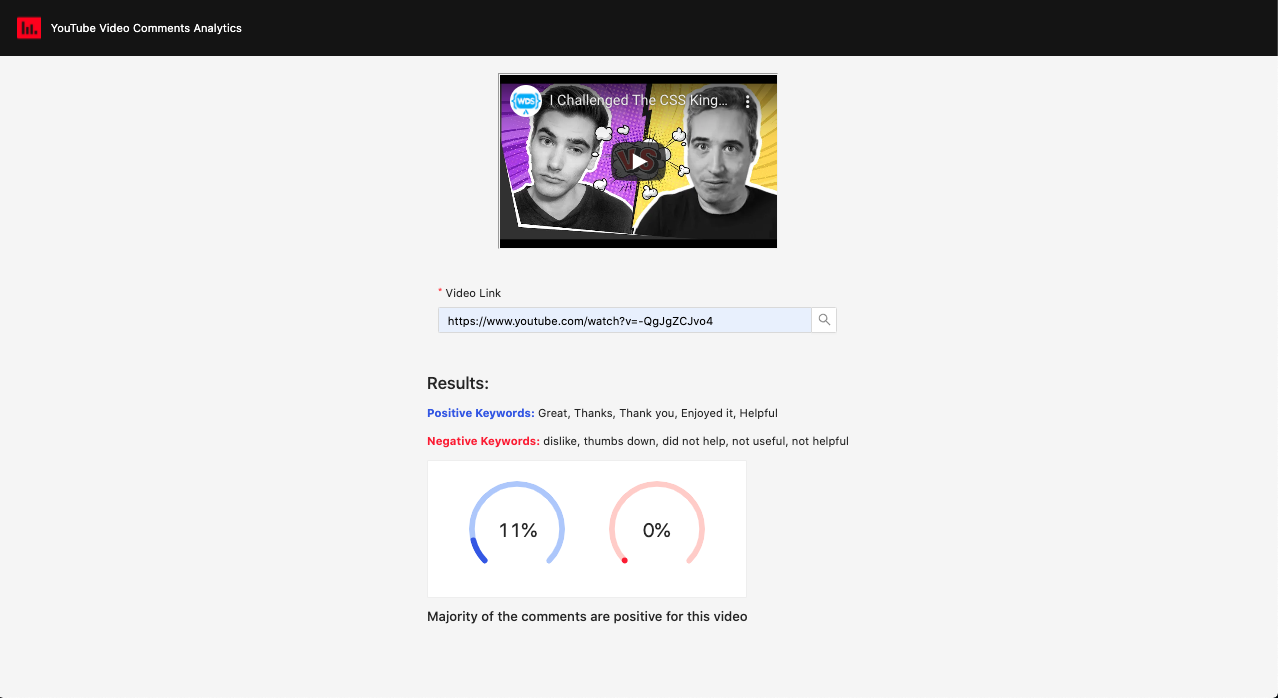 YouTube Video Comments Analytics
WDS
I Challenged The CSS King...
VS
* Video Link
https://www.youtube.com/watch?v=-QgJgZCJvo4
Results:
Positive Keywords: Great, Thanks, Thank you, Enjoyed it, Helpful
Negative Keywords: dislike, thumbs down, did not help, not useful, not helpful
11% 0%
Majority of the comments are positive for this video